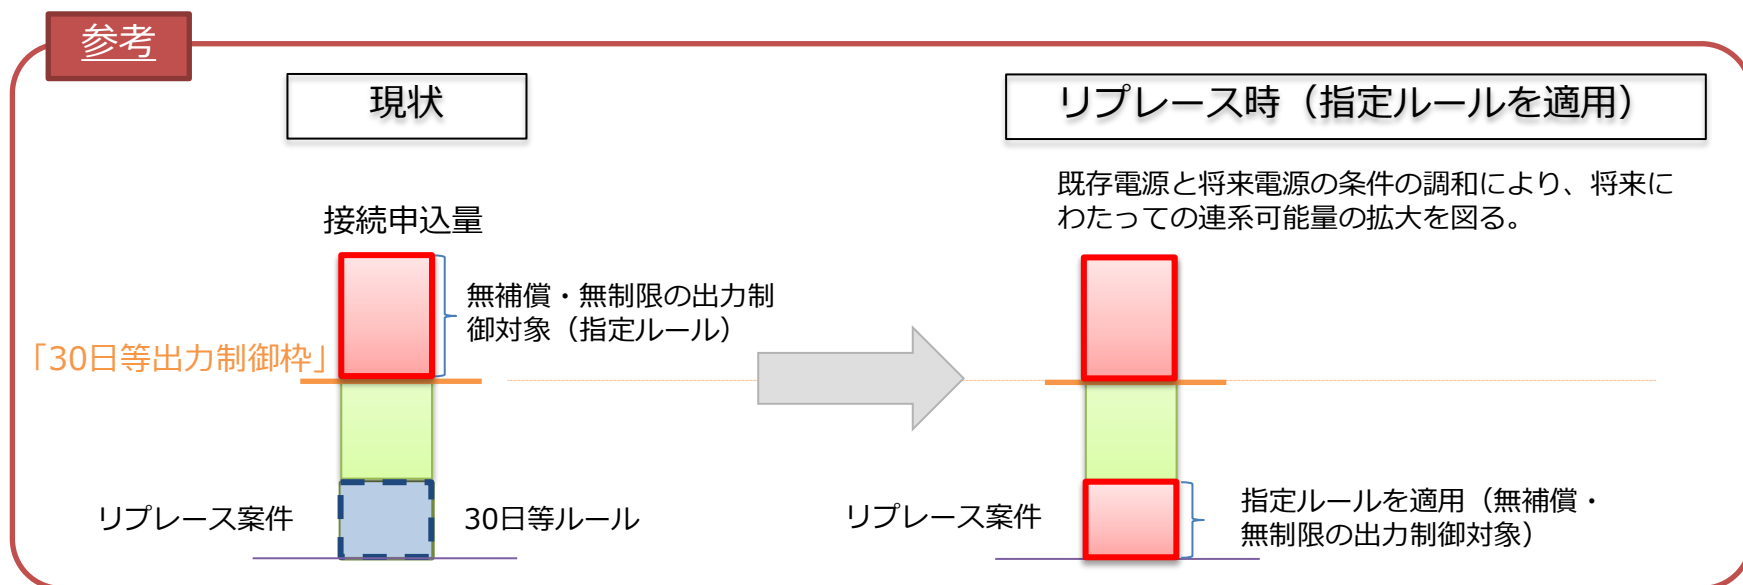 参考
現状
接続申込量
無補償・無制限の出力制
御対象（指定ルール）
「30日等出力制御枠」
リプレース案件
30日等ルール
リプレース時（指定ルールを適用）
既存電源と将来電源の条件の調和により、将来に
わたっての連系可能量の拡大を図る。
リプレース案件
指定ルールを適用（無補償・
無制限の出力制御対象）